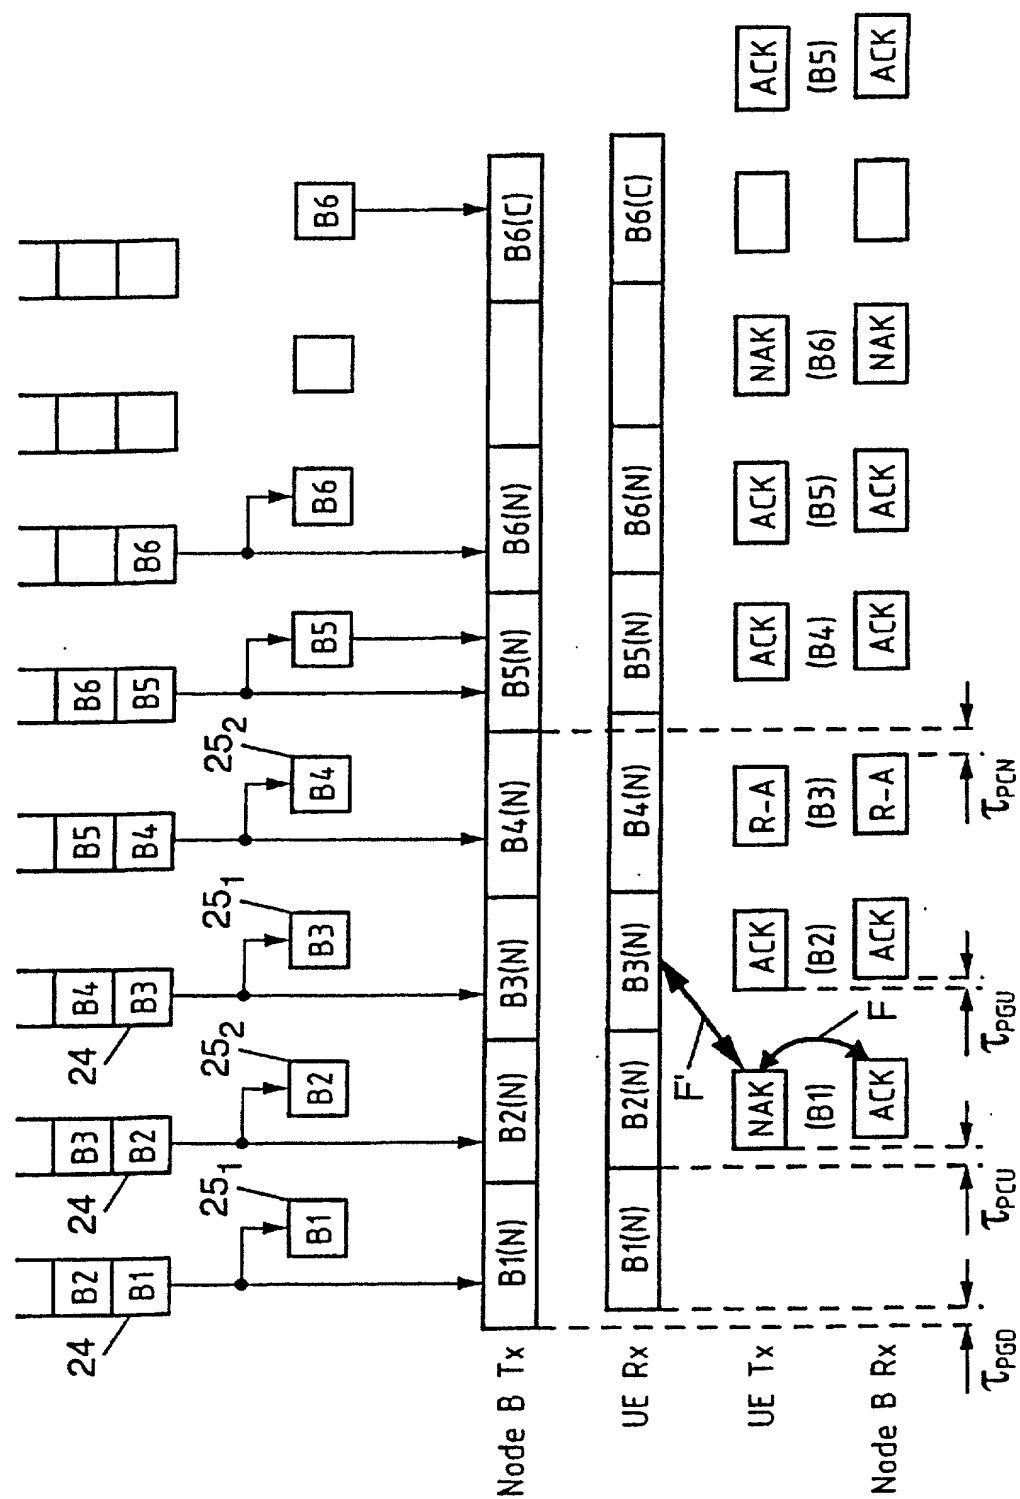 24 24 24
B2 B3 B4 B5 B6
B1 B2 B3 B4 B5 B6
25₁ 25₂ 25₁ 25₂
B1 B2 B3 B4 B5 B6 B6
Node B Tx B1(N) B2(N) B3(N) B4(N) B5(N) B6(N) B6(C)
UE Rx B1(N) B2(N) B3(N) B4(N) B5(N) B6(N) B6(C)
F'
UE Tx NAK ACK R-A ACK ACK NAK ACK
(B1) (B2) (B3) (B4) (B5) (B6) (B5)
F
Node B Rx ACK ACK R-A ACK ACK NAK ACK
τPGD τPCU τPGU τPCN